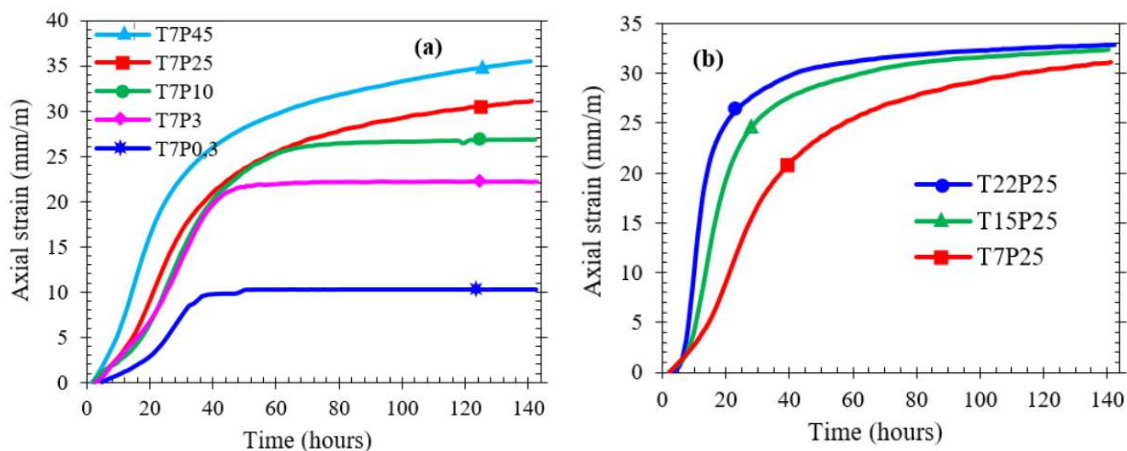 40
35
30
25
20
15
10
5
0
Axial strain (mm/m)
T7P45
T7P25
T7P10
T7P3
T7P0,3
(a)
0 20 40 60 80 100 120 140
Time (hours)
35
30
25
20
15
10
5
0
Axial strain (mm/m)
(b)
T22P25
T15P25
T7P25
0 20 40 60 80 100 120 140
Time (hours)